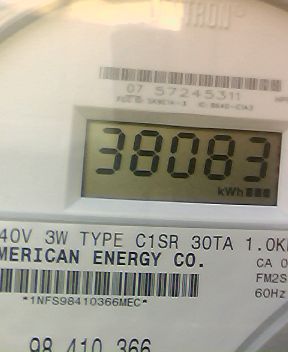 07 57245311
38083
kWh
40V 3W TYPE C1SR 30TA 1.0K
MERICAN ENERGY CO.
CA 0
FM2S
60Hz
*1NFS98410366MEC*
98 410 366